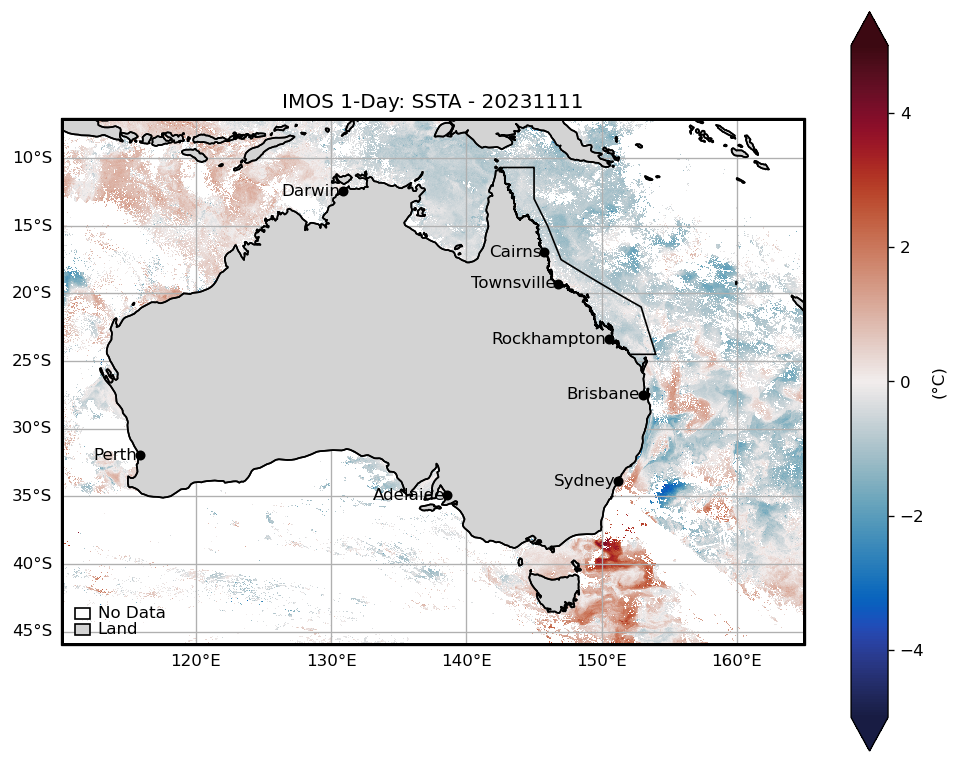 IMOS 1-Day: SSTA - 20231111
10°S
15°S
20°S
25°S
30°S
35°S
40°S
45°S
Darwin
Cairns
Townsville
Rockhampton
Brisbane
Perth
Sydney
Adelaide
No Data
Land
120°E 130°E 140°E 150°E 160°E
4
2
0
−2
−4
(°C)